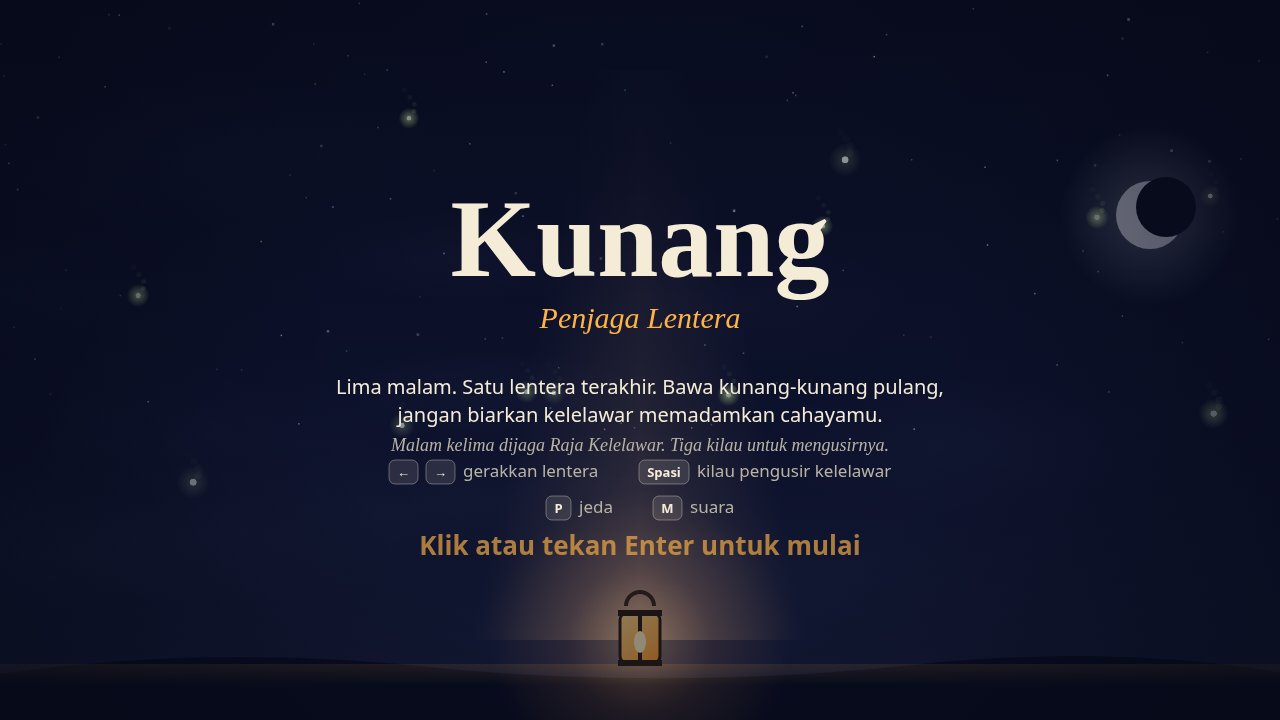 Kunang
Penjaga Lentera
Lima malam. Satu lentera terakhir. Bawa kunang-kunang pulang,
jangan biarkan kelelawar memadamkan cahayamu.
Malam kelima dijaga Raja Kelelawar. Tiga kilau untuk mengusirnya.
← → gerakkan lentera Spasi kilau pengusir kelelawar
P jeda M suara
Klik atau tekan Enter untuk mulai